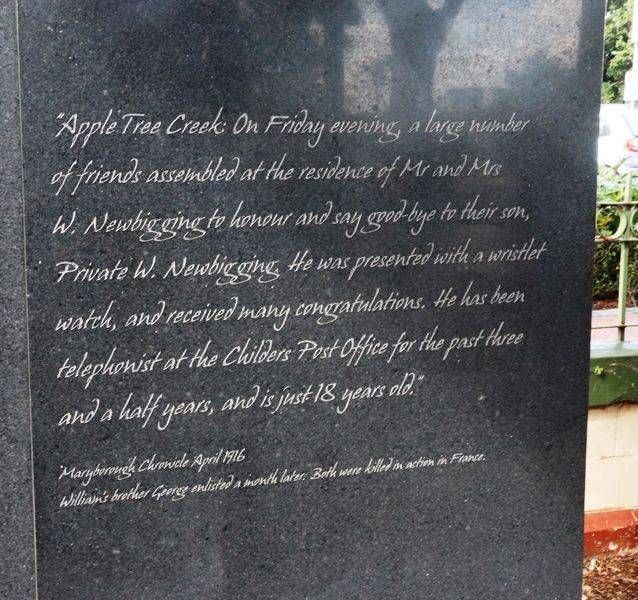 "Apple Tree Creek: On Friday evening, a large number
of friends assembled at the residence of Mr and Mrs
W. Newbigging to honour and say good-bye to their son,
Private W. Newbigging. He was presented with a wristlet
watch, and received many congratulations. He has been
telephonist at the Childers Post Office for the past three
and a half years, and is just 18 years old."
Maryborough Chronicle April 1916
William's brother George enlisted a month later. Both were killed in action in France.